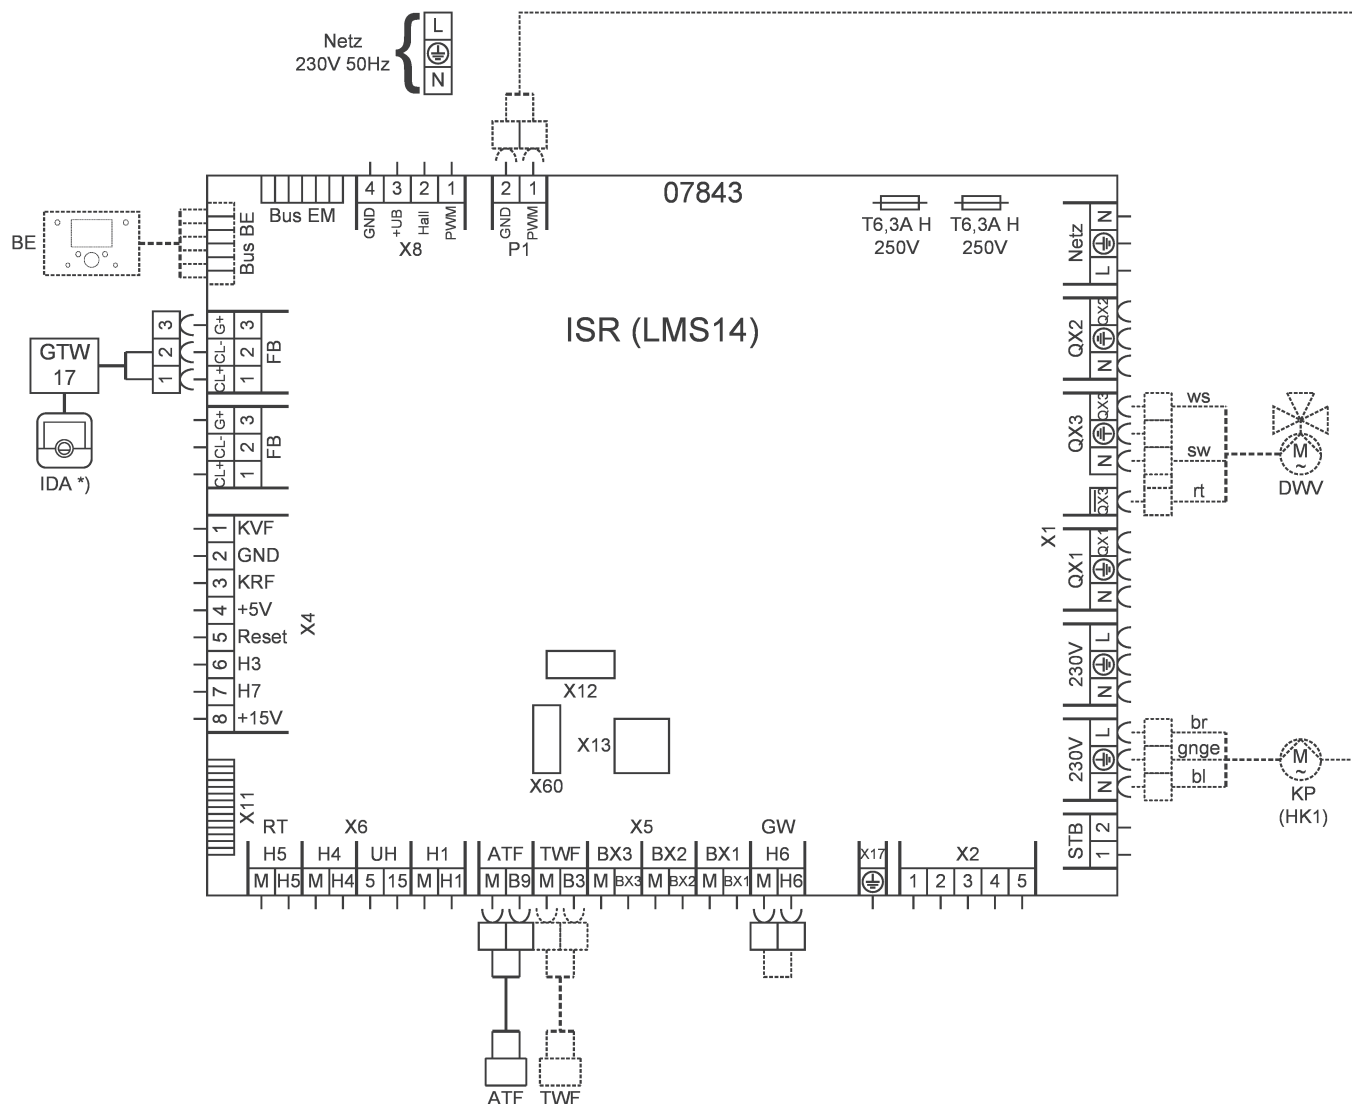 Netz
230V 50Hz
L
N
07843
T6,3A H
250V
T6,3A H
250V
ISR (LMS14)
Bus EM
4 3 2 1
GND +UB Hall PWM
X8
2 1
GND PWM
P1
BE
Bus BE
GTW
17
IDA *)
3 2 1
G+ CL- CL+
3 2 1
FB
G+ CL- CL+
3 2 1
FB
1 KVF
2 GND
3 KRF
4 +5V
5 Reset
6 H3
7 H7
8 +15V
X4
X11
X12
X13
X60
Netz
N
L
QX2
QX2
N
QX3
QX3
N
QX3
ws
sw
rt
M
~
DWV
X1
QX1
QX1
N
230V
L
N
230V
L
N
br
gnge
bl
M
~
KP
(HK1)
STB
2
1
RT X6 X5 GW
H5 H4 UH H1 ATF TWF BX3 BX2 BX1 H6 X17 X2
M H5 M H4 5 15 M H1 M B9 M B3 M BX3 M BX2 M BX1 M H6 1 2 3 4 5
ATF TWF